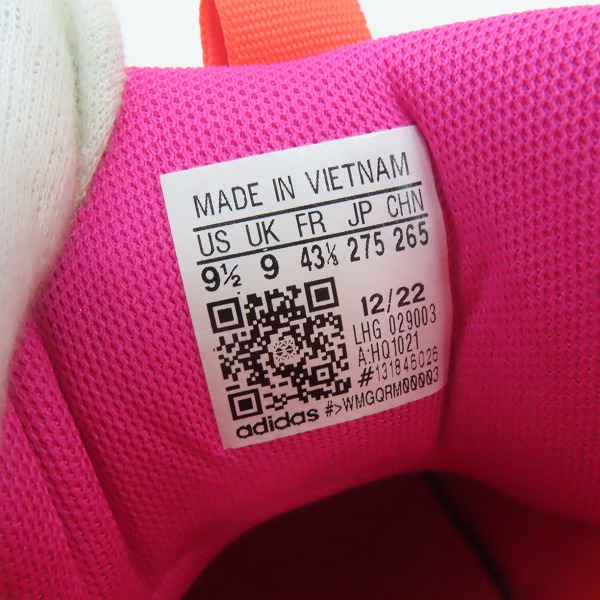 MADE IN VIETNAM
US UK FR JP CHN
9½ 9 43⅓ 275 265
12/22
LHG 029003
A:HQ1021
#131846026
#>WMGQRM00003
adidas